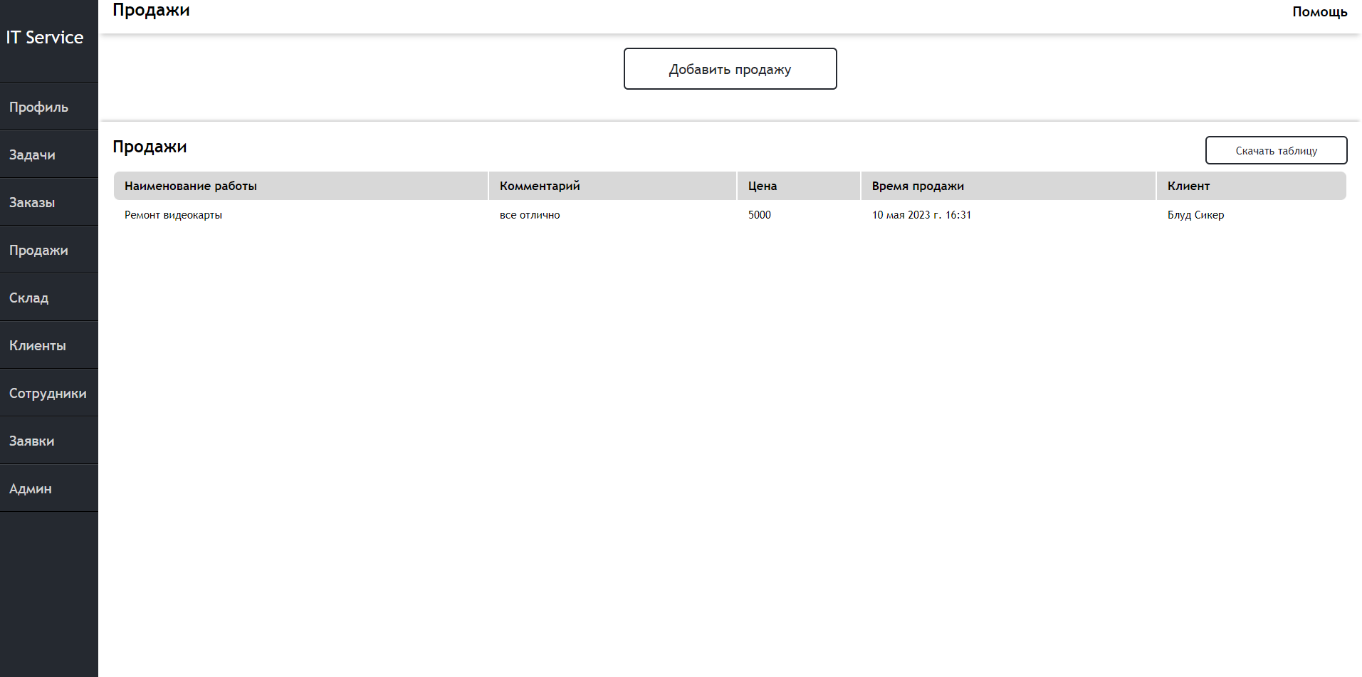 IT Service
Профиль
Задачи
Заказы
Продажи
Склад
Клиенты
Сотрудники
Заявки
Админ
Продажи
Помощь
Добавить продажу
Продажи
Скачать таблицу
Наименование работы Комментарий Цена Время продажи Клиент
Ремонт видеокарты все отлично 5000 10 мая 2023 г. 16:31 Блуд Сикер